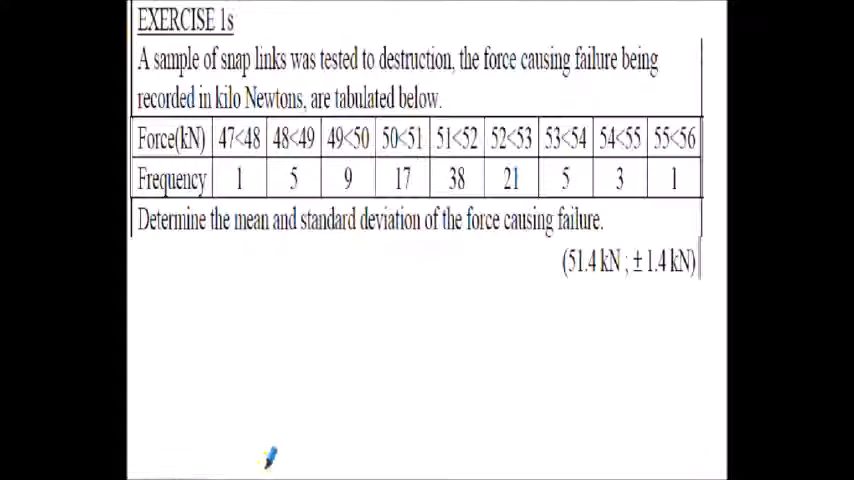 EXERCISE 1s
A sample of snap links was tested to destruction, the force causing failure being
recorded in kilo Newtons, are tabulated below.
Force(kN) 47<48 48<49 49<50 50<51 51<52 52<53 53<54 54<55 55<56
Frequency 1 5 9 17 38 21 5 3 1
Determine the mean and standard deviation of the force causing failure.
(51.4 kN ; ± 1.4 kN)